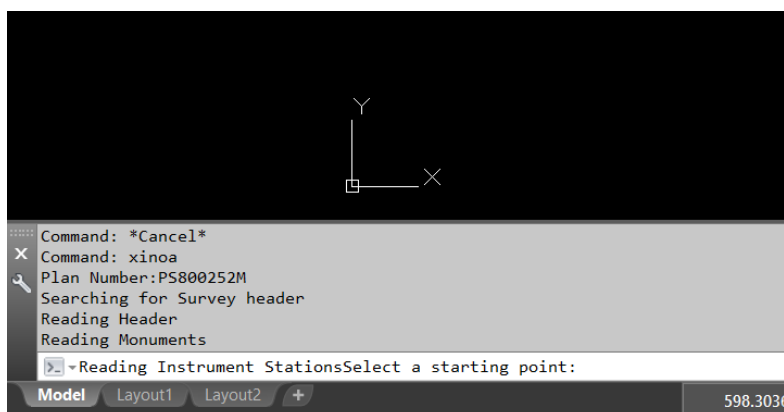 Y
X
Command: *Cancel*
Command: xinoa
Plan Number:PS800252M
Searching for Survey header
Reading Header
Reading Monuments
Reading Instrument StationsSelect a starting point:
Model Layout1 Layout2 +